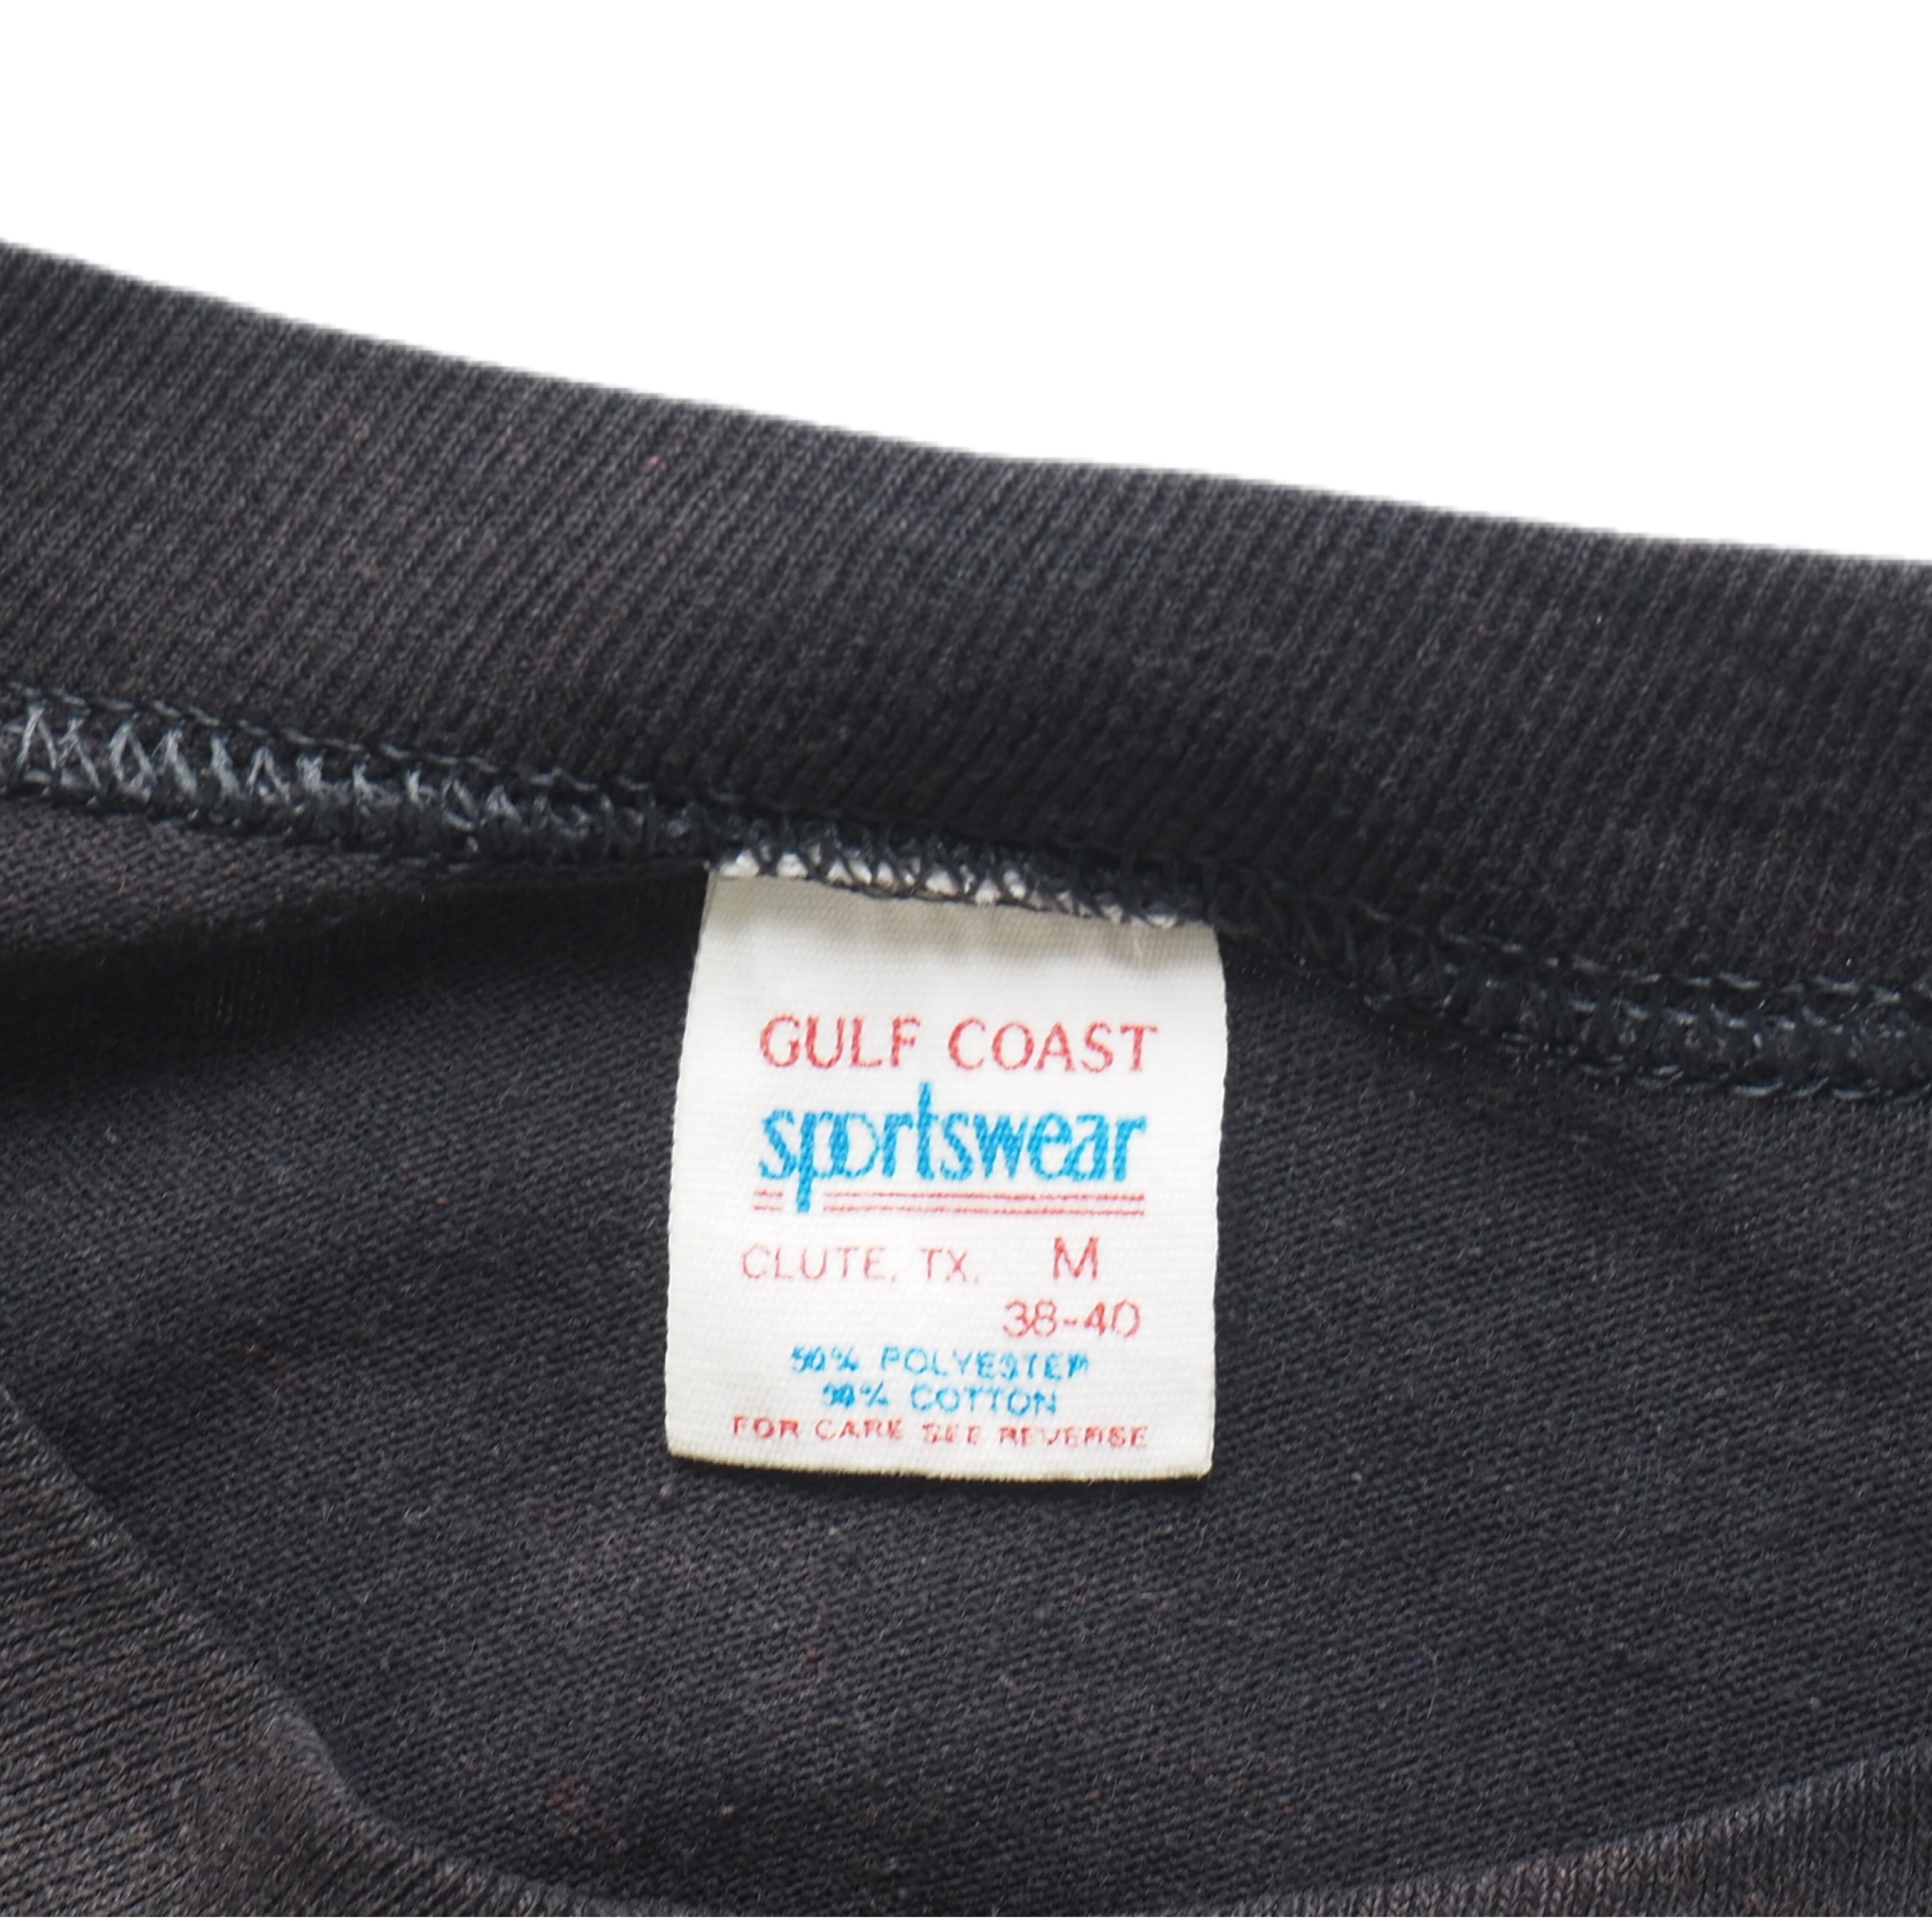 GULF COAST
sportswear
CLUTE, TX. M
38-40
50% POLYESTER
50% COTTON
FOR CARE SEE REVERSE